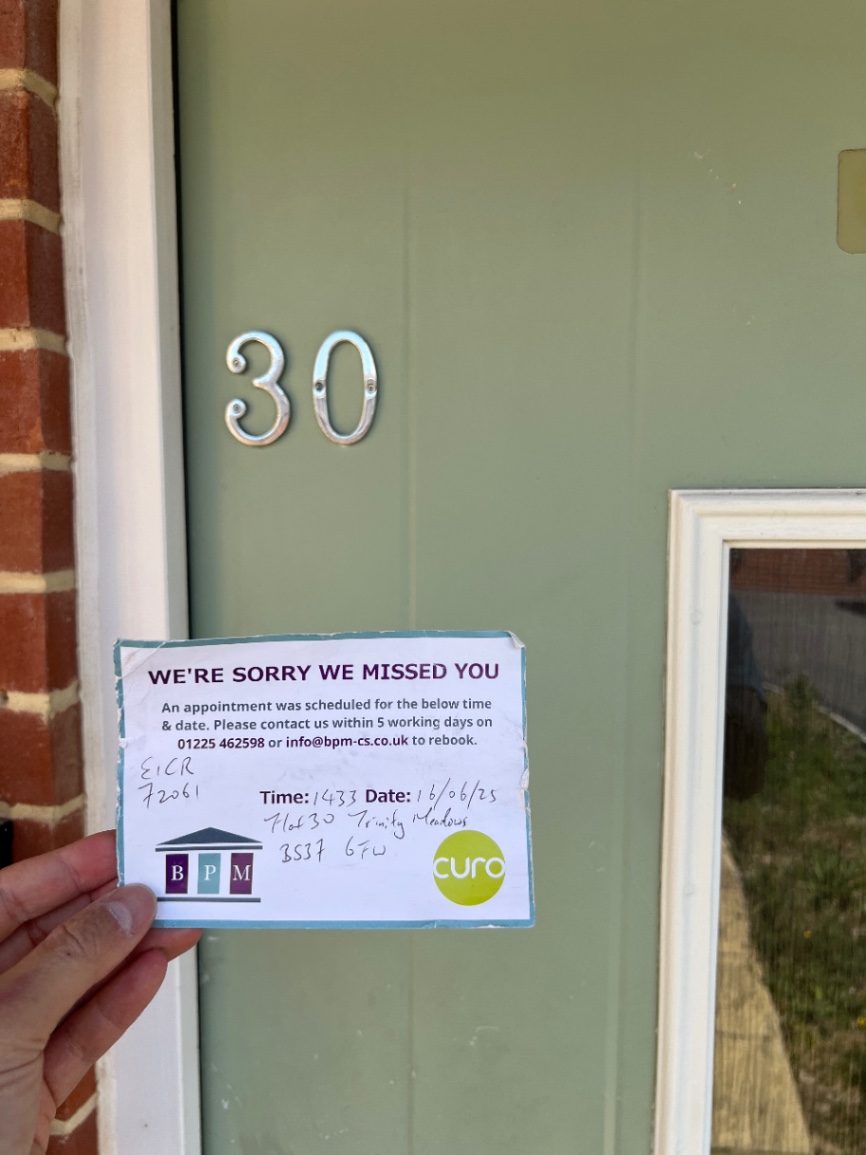 30
WE'RE SORRY WE MISSED YOU
An appointment was scheduled for the below time
& date. Please contact us within 5 working days on
01225 462598 or info@bpm-cs.co.uk to rebook.
EICR
72061
Time: 1433 Date: 16/06/25
Flat 30 Trinity Meadows
BS37 6FW
B P M
curo